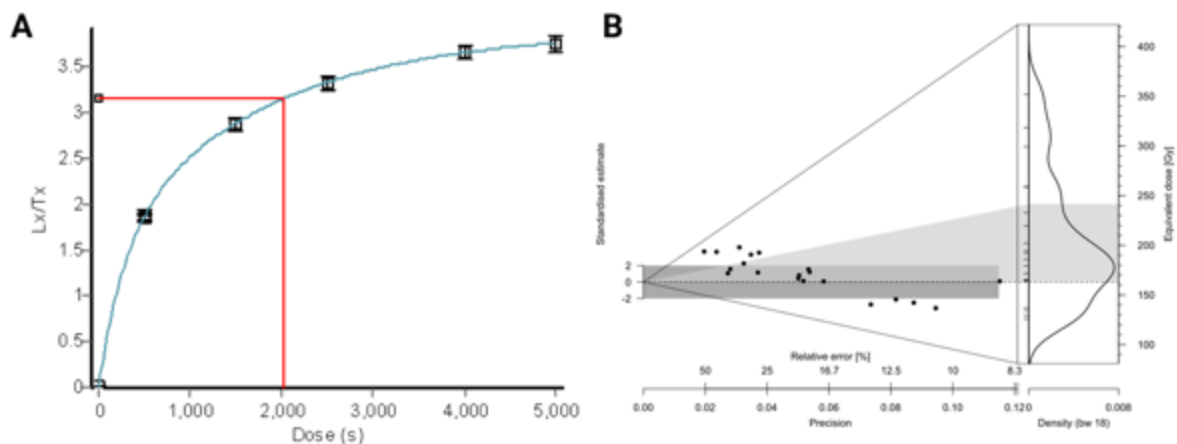 A
Lx/Tx
3.5
3
2.5
2
1.5
1
0.5
0
0 1,000 2,000 3,000 4,000 5,000
Dose (s)
B
Standardised estimate
2
0
-2
Relative error [%]
50 25 16.7 12.5 10 8.3
0.00 0.02 0.04 0.06 0.08 0.10 0.12
Precision
400
350
300
250
200
150
100
Equivalent dose [Gy]
0 0.008
Density (bw 18)